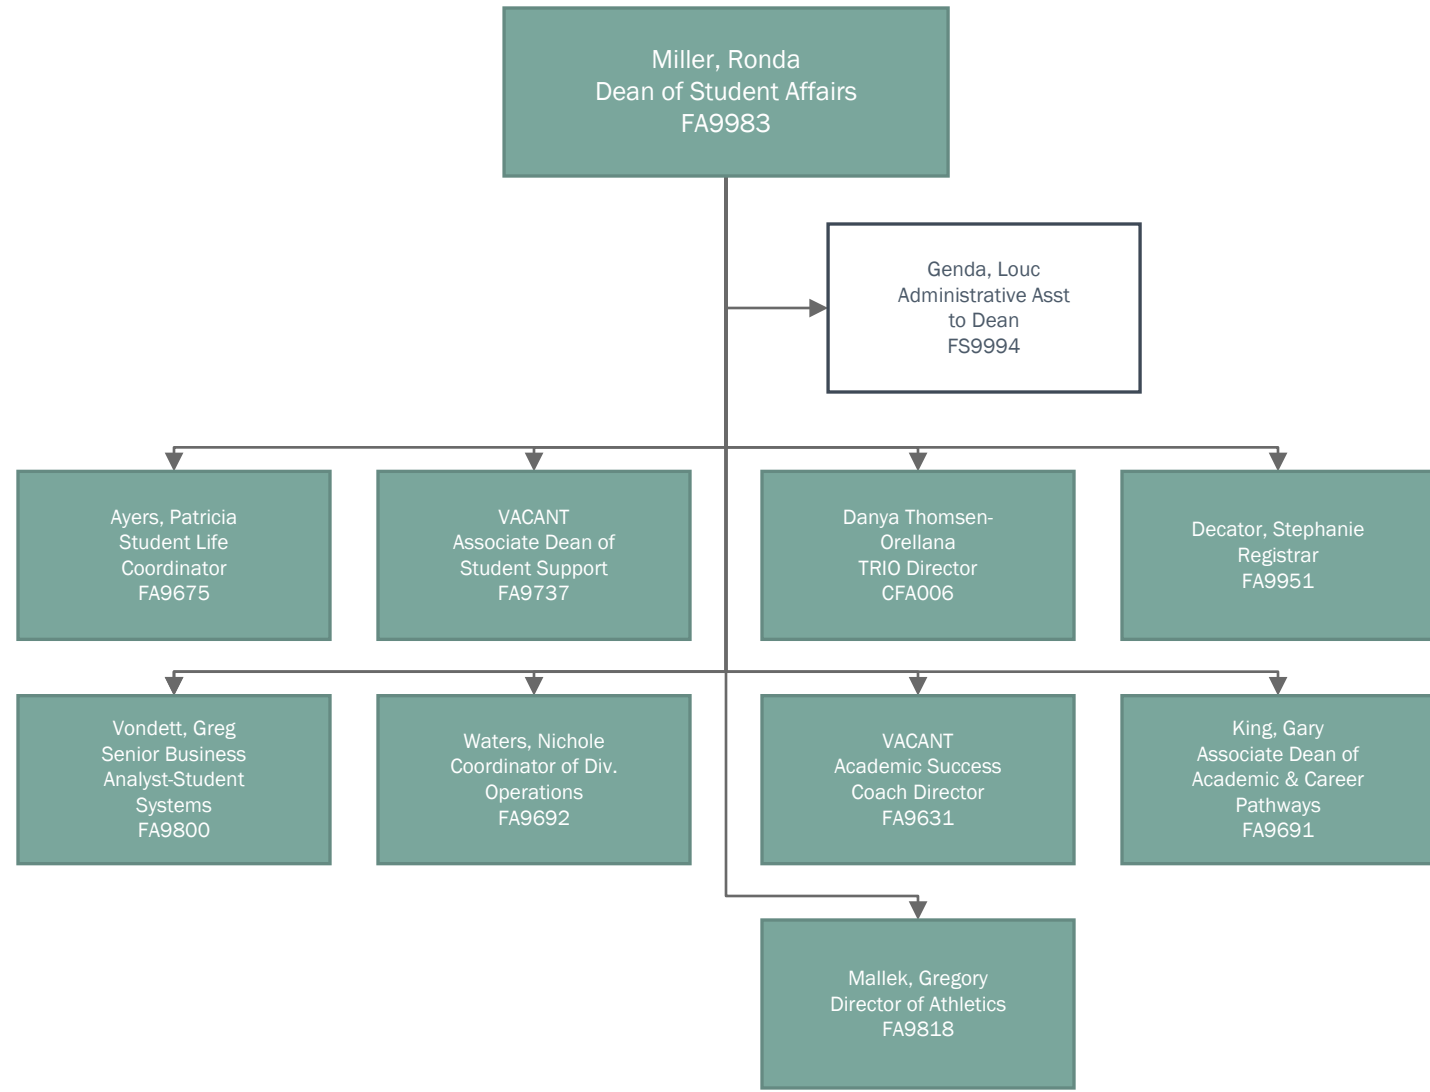 Miller, Ronda
Dean of Student Affairs
FA9983
Genda, Louc
Administrative Asst
to Dean
FS9994
Ayers, Patricia
Student Life
Coordinator
FA9675
VACANT
Associate Dean of
Student Support
FA9737
Danya Thomsen-
Orellana
TRIO Director
CFA006
Decator, Stephanie
Registrar
FA9951
Vondett, Greg
Senior Business
Analyst-Student
Systems
FA9800
Waters, Nichole
Coordinator of Div.
Operations
FA9692
VACANT
Academic Success
Coach Director
FA9631
King, Gary
Associate Dean of
Academic & Career
Pathways
FA9691
Mallek, Gregory
Director of Athletics
FA9818